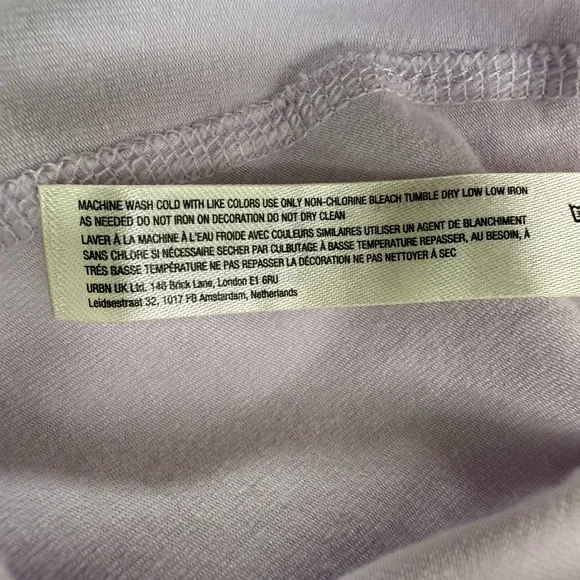 MACHINE WASH COLD WITH LIKE COLORS USE ONLY NON-CHLORINE BLEACH TUMBLE DRY LOW LOW IRON
AS NEEDED DO NOT IRON ON DECORATION DO NOT DRY CLEAN
LAVER À LA MACHINE À L'EAU FROIDE AVEC COULEURS SIMILAIRES UTILISER UN AGENT DE BLANCHIMENT
SANS CHLORE SI NÉCESSAIRE SECHER PAR CULBUTAGE À BASSE TEMPERATURE REPASSER, AU BESOIN, À
TRÈS BASSE TEMPÉRATURE NE PAS REPASSER LA DÉCORATION NE PAS NETTOYER À SEC
URBN UK Ltd. 146 Brick Lane, London E1 6RU
Leidsestraat 32, 1017 PB Amsterdam, Netherlands